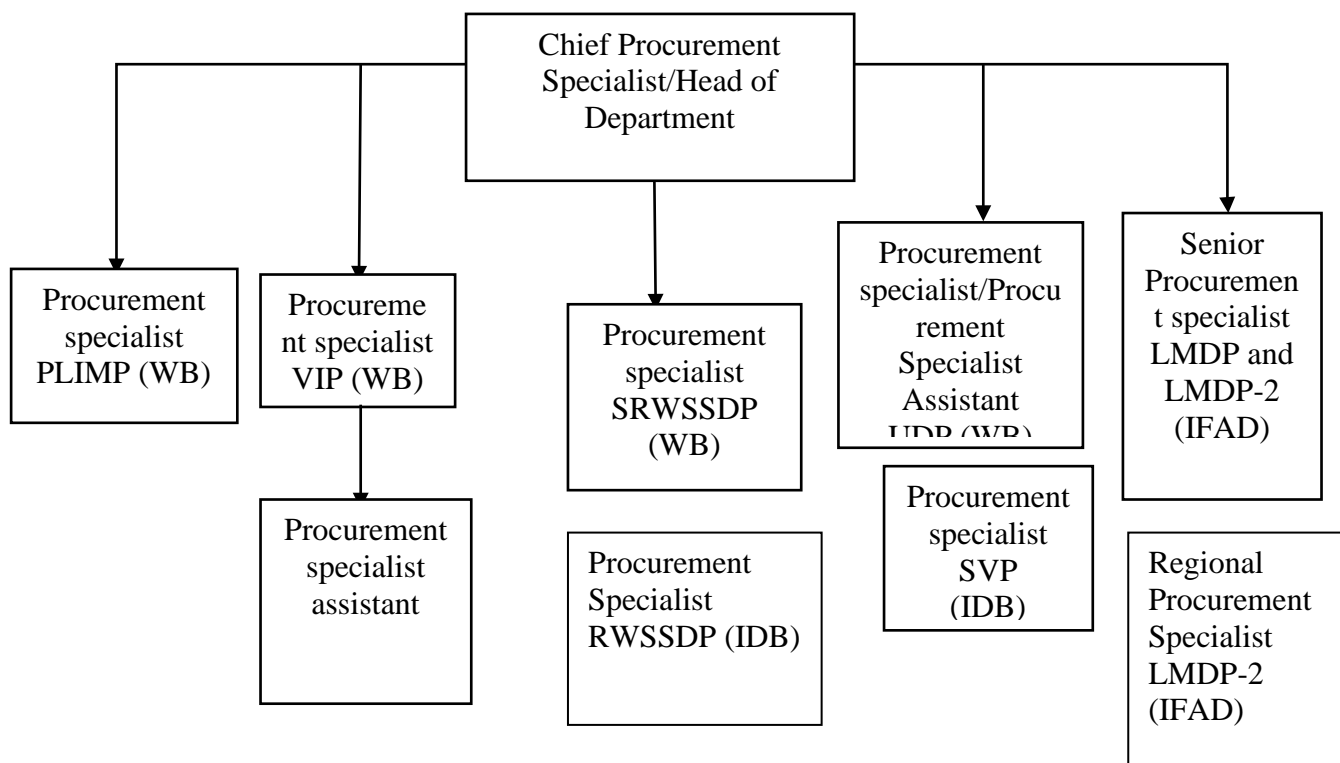 Chief Procurement
Specialist/Head of
Department
Procurement
specialist
PLIMP (WB)
Procureme
nt specialist
VIP (WB)
Procurement
specialist
SRWSSDP
(WB)
Procurement
specialist/Procu
rement
Specialist
Assistant
UDP (WB)
Senior
Procuremen
t specialist
LMDP and
LMDP-2
(IFAD)
Procurement
specialist
assistant
Procurement
Specialist
RWSSDP (IDB)
Procurement
specialist
SVP
(IDB)
Regional
Procurement
Specialist
LMDP-2
(IFAD)